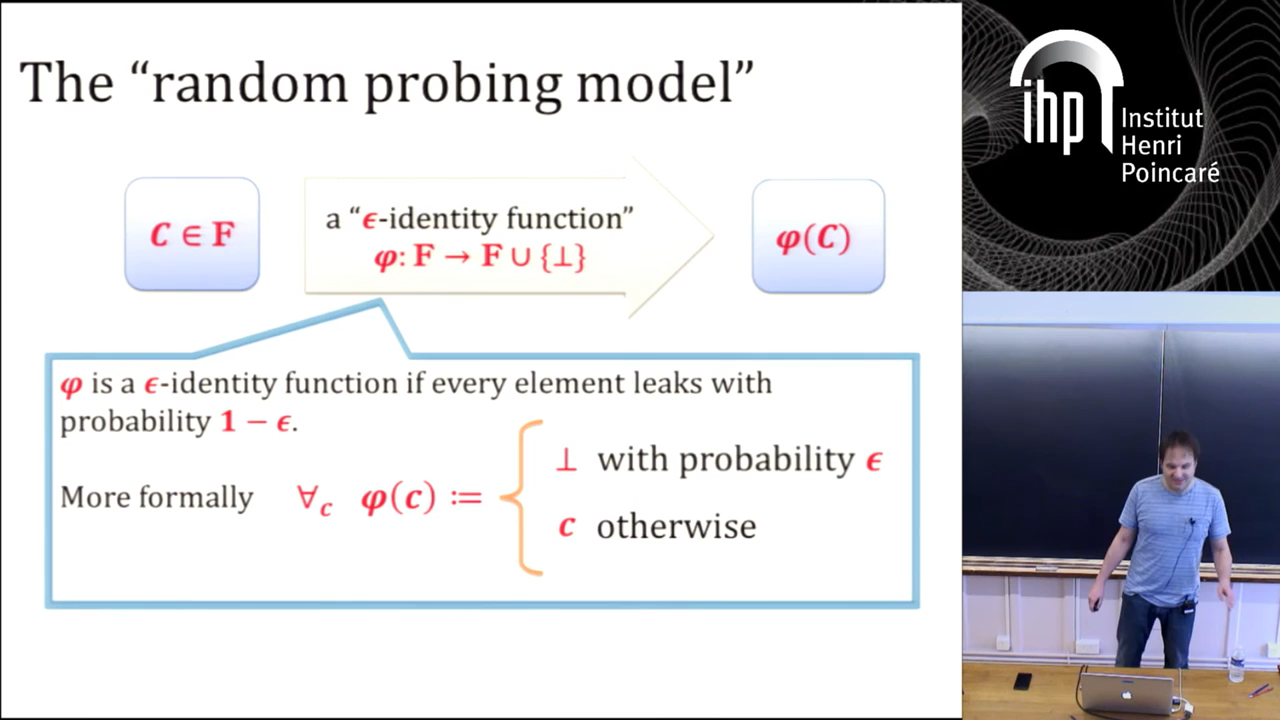 The “random probing model”
C ∈ F
a “ϵ-identity function”
φ: F → F ∪ {⊥}
φ(C)
φ is a ϵ-identity function if every element leaks with
probability 1 − ϵ.
More formally ∀c φ(c) :=
⊥ with probability ϵ
c otherwise
ihp
Institut
Henri
Poincaré